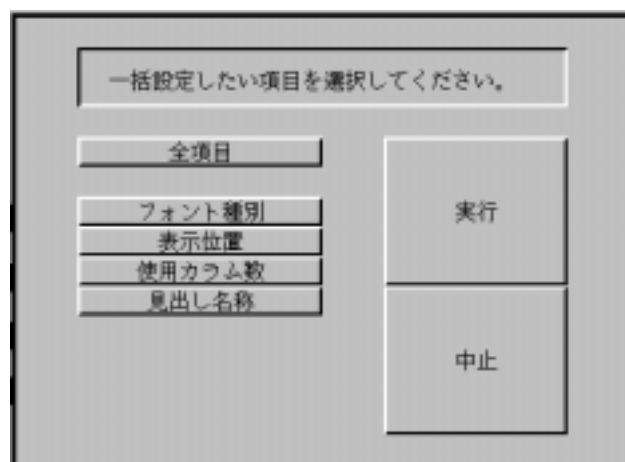 一括設定したい項目を選択してください。
全項目
フォント種別
表示位置
使用カラム数
見出し名称
実行
中止